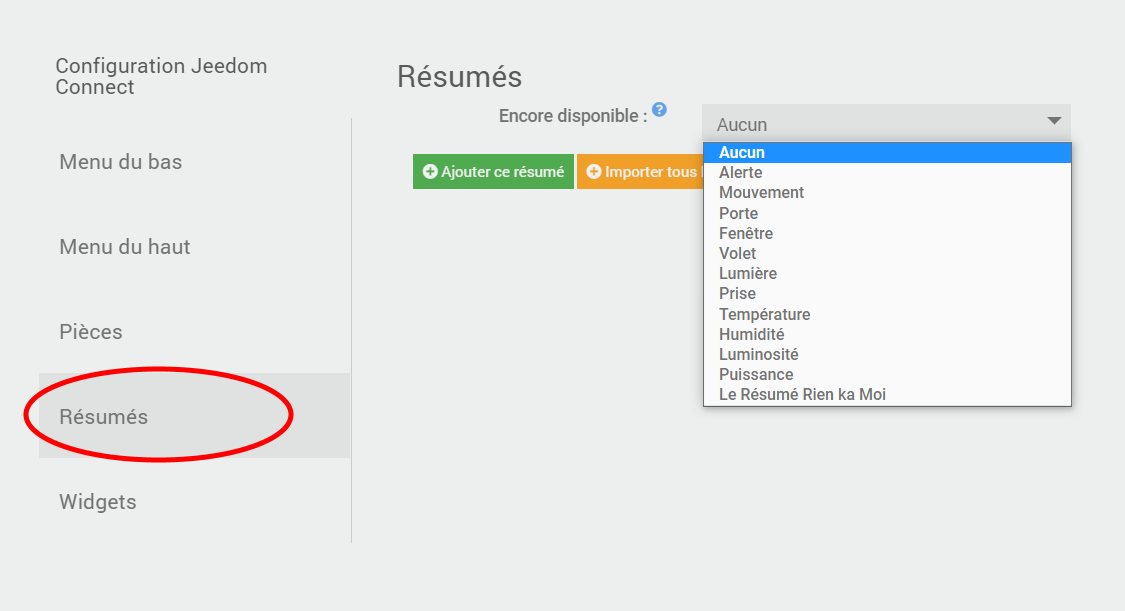 Configuration Jeedom
Connect
Menu du bas
Menu du haut
Pièces
Résumés
Widgets
Résumés
Encore disponible : ?
Aucun
Ajouter ce résumé
Importer tous
Aucun
Alerte
Mouvement
Porte
Fenêtre
Volet
Lumière
Prise
Température
Humidité
Luminosité
Puissance
Le Résumé Rien ka Moi